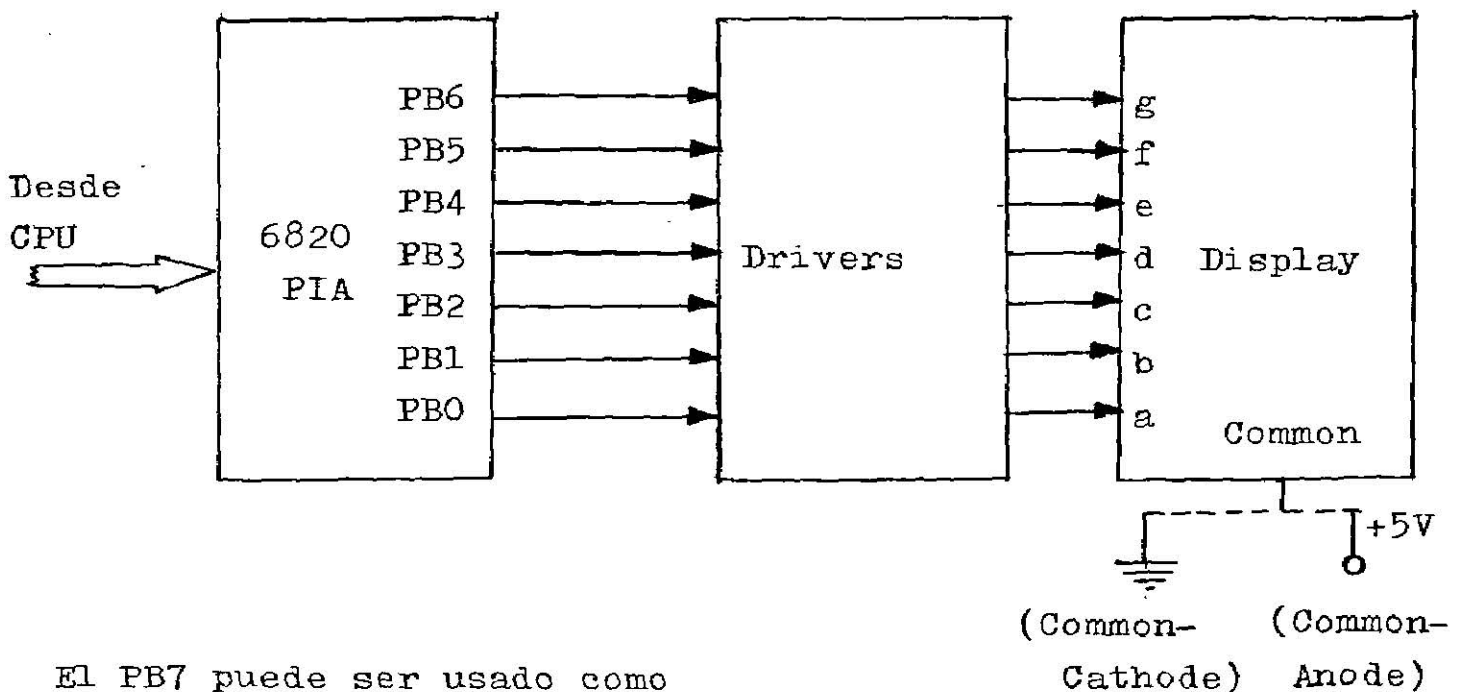 PB6
PB5
PB4
PB3
PB2
PB1
PB0
Desde
CPU
6820
PIA
Drivers
g
f
e
d
c
b
a
Display
Common
+5V
(Common-
Cathode)
(Common-
Anode)
El PB7 puede ser usado como